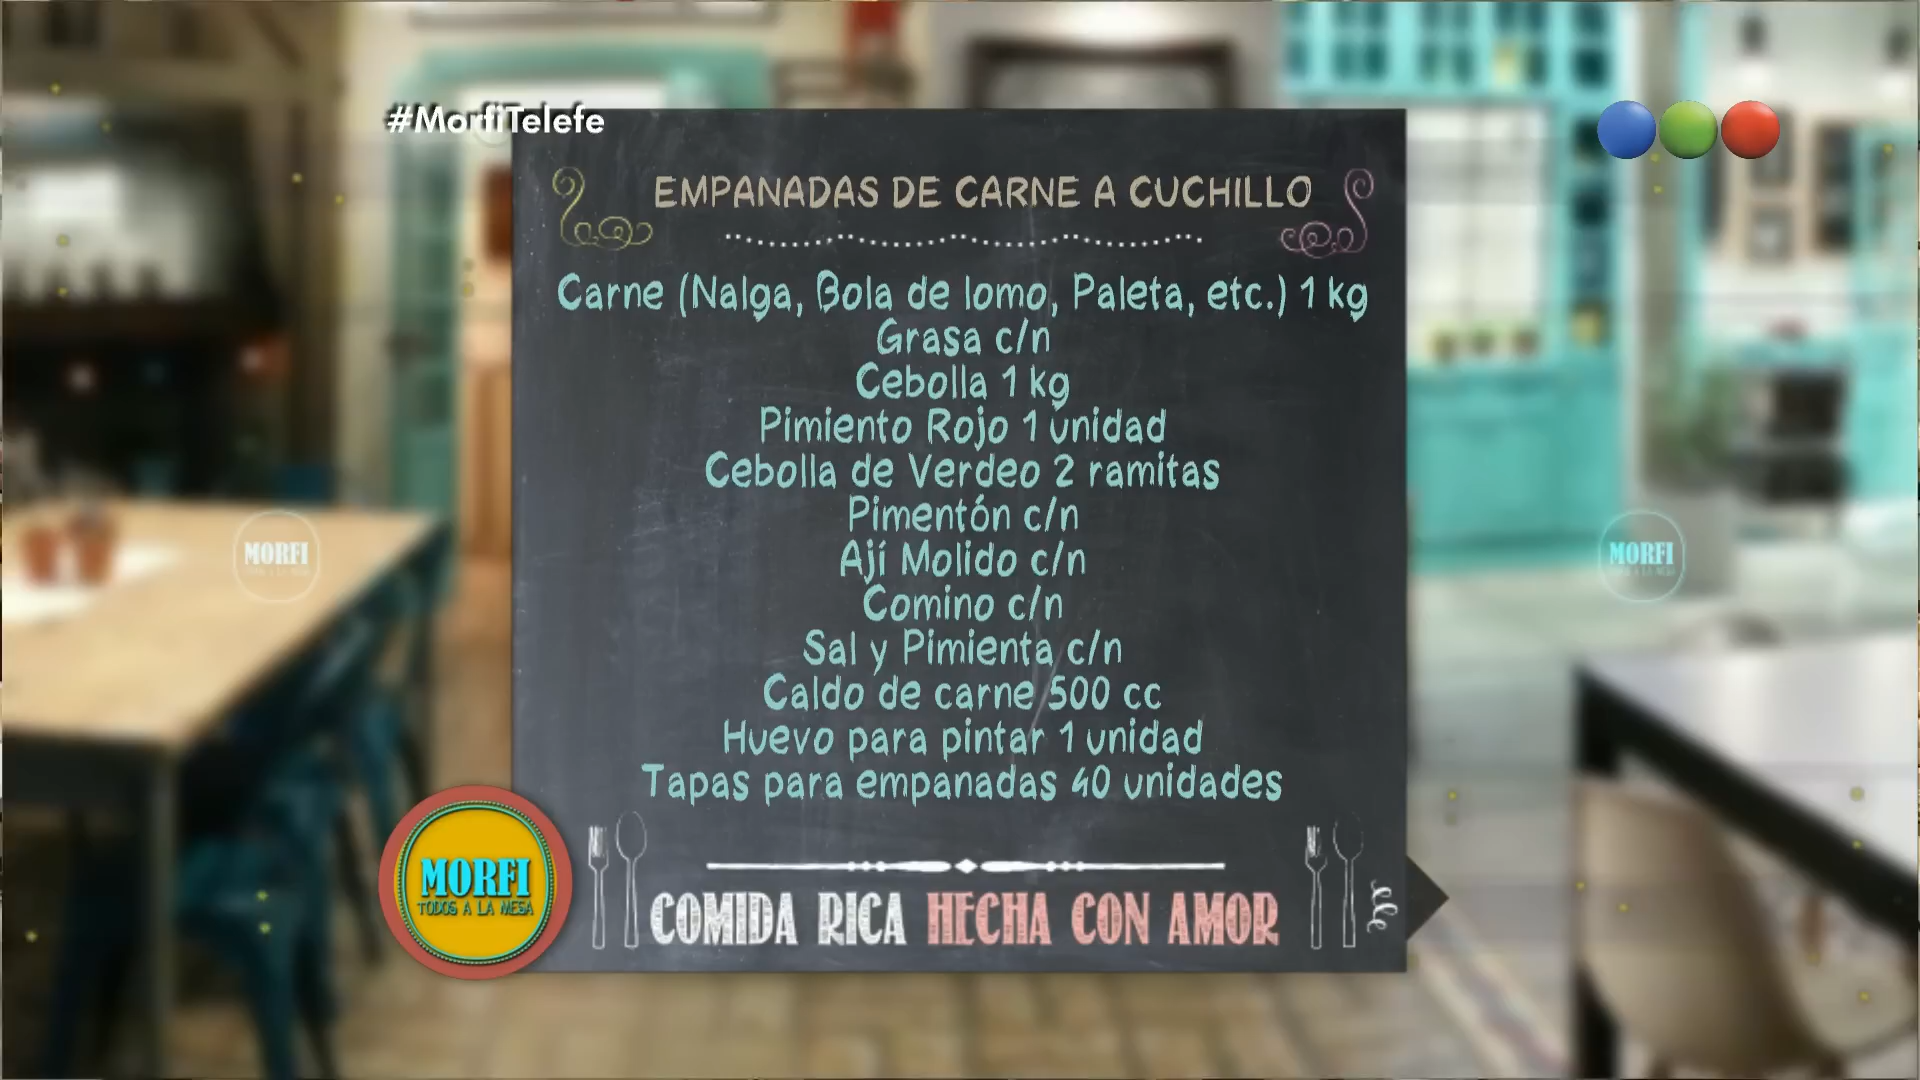 #MorfiTelefe
EMPANADAS DE CARNE A CUCHILLO
Carne (Nalga, Bola de lomo, Paleta, etc.) 1 kg
Grasa c/n
Cebolla 1 kg
Pimiento Rojo 1 unidad
Cebolla de Verdeo 2 ramitas
Pimentón c/n
Ají Molido c/n
Comino c/n
Sal y Pimienta c/n
Caldo de carne 500 cc
Huevo para pintar 1 unidad
Tapas para empanadas 40 unidades
MORFI
TODOS A LA MESA
COMIDA RICA HECHA CON AMOR
MORFI
MORFI